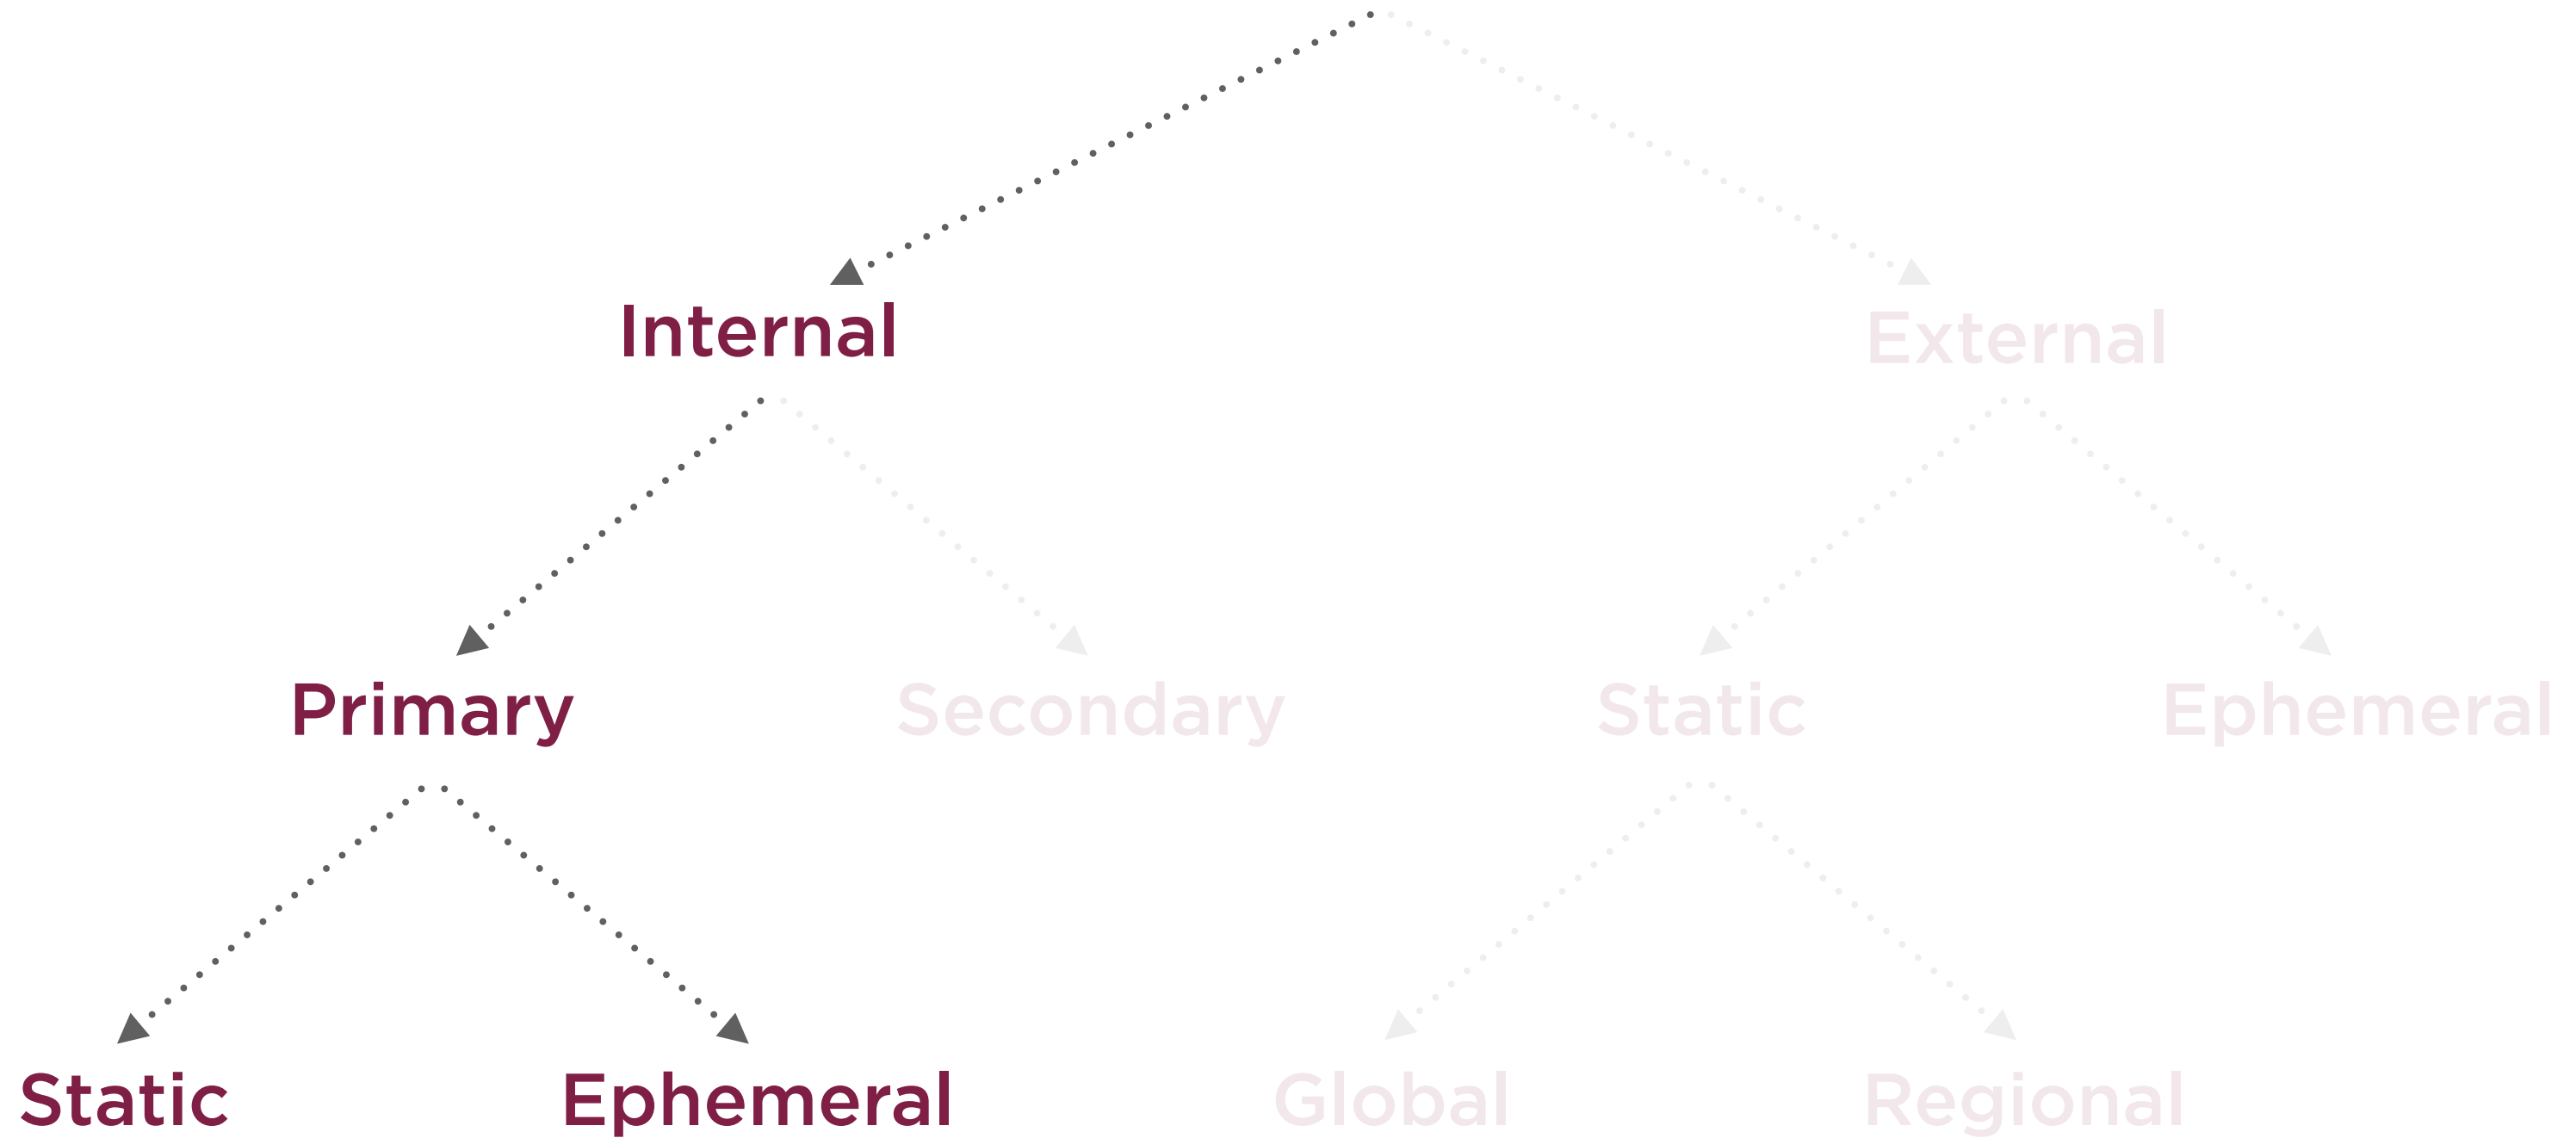 Internal
External
Primary
Secondary
Static
Ephemeral
Static
Ephemeral
Global
Regional